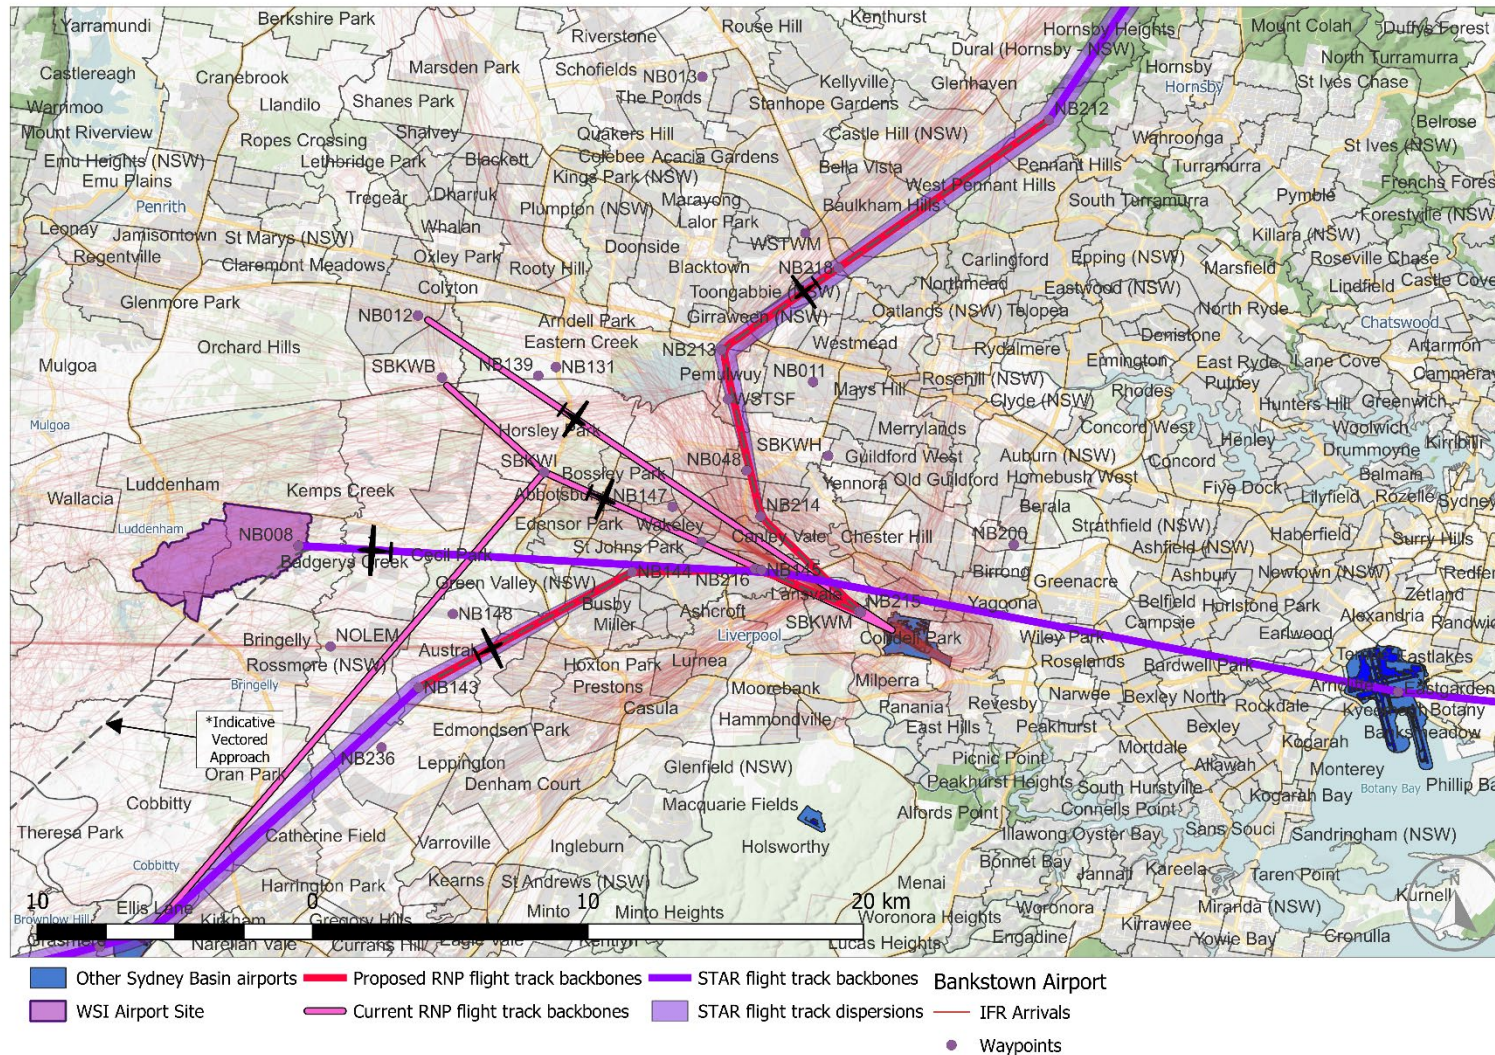 Yarramundi
Berkshire Park
Rouse Hill
Kenthurst
Hornsby Heights
Mount Colah
Duffys Forest
Riverstone
Dural (Hornsby - NSW)
North Turramurra
Castlereagh
Cranebrook
Marsden Park
Schofields
NB013
The Ponds
Kellyville
Glenhaven
Hornsby
Hornsby
St Ives Chase
Warrimoo
Llandilo
Shanes Park
Stanhope Gardens
NB212
Belrose
Mount Riverview
Ropes Crossing
Shalvey
Quakers Hill
Castle Hill (NSW)
Wahroonga
St Ives (NSW)
Emu Heights (NSW)
Lethbridge Park
Blackett
Colebee
Acacia Gardens
Bella Vista
Pennant Hills
Turramurra
Emu Plains
Kings Park (NSW)
West Pennant Hills
Pymble
Frenchs Fores
Penrith
Tregear
Dharruk
Plumpton (NSW)
Marayong
Baulkham Hills
South Turramurra
Forestville (NSW
Leonay
Jamisontown
St Marys (NSW)
Whalan
Lalor Park
WSTWM
Killara (NSW)
Regentville
Claremont Meadows
Oxley Park
Rooty Hill
Doonside
Blacktown
NB218
Carlingford
Epping (NSW)
Marsfield
Roseville Chase
Colyton
Toongabbie (NSW)
Northmead
Eastwood (NSW)
Lindfield
Castle Cove
Glenmore Park
NB012
Arndell Park
Girraween (NSW)
Oatlands (NSW)
Telopea
North Ryde
Chatswood
Orchard Hills
Eastern Creek
NB213
Westmead
Rydalmere
Denistone
Artarmon
Mulgoa
SBKWB
NB139
NB131
Pemulwuy
NB011
Mays Hill
Rosehill (NSW)
Ermington
East Ryde
Lane Cove
Cammeray
WSTSF
Clyde (NSW)
Rhodes
Putney
Hunters Hill
Greenwich
Mulgoa
Horsley Park
Merrylands
Concord West
Henley
Woolwich
Kirribilli
SBKWI
Bossley Park
NB048
SBKWH
Guildford West
Auburn (NSW)
Concord
Drummoyne
Luddenham
Kemps Creek
Abbotsbury
NB147
Yennora
Old Guildford
Homebush West
Five Dock
Balmain
Wallacia
NB214
Berala
Lilyfield
Rozelle
Sydney
Luddenham
NB008
Edensor Park
Wakeley
Canley Vale
Chester Hill
NB200
Strathfield (NSW)
Haberfield
Surry Hills
Badgerys Creek
Cecil Park
St Johns Park
NB145
Birrong
Ashfield (NSW)
Green Valley (NSW)
NB144
NB216
Lansvale
NB215
Yagoona
Greenacre
Ashbury
Newtown (NSW)
Redfer
NB148
Busby
Ashcroft
Belfield
Hurlstone Park
Zetland
Bringelly
NOLEM
Miller
Liverpool
SBKWM
Condell Park
Wiley Park
Campsie
Alexandria
Randwic
Rossmore (NSW)
Austral
Hoxton Park
Lurnea
Roselands
Earlwood
Bringelly
NB143
Prestons
Moorebank
Milperra
Bardwell Park
Eastlakes
Casula
Panania
Revesby
Narwee
Bexley North
Rockdale
Eastgarden
*Indicative
Vectored
Approach
Edmondson Park
Hammondville
East Hills
Peakhurst
Bexley
Botany
NB236
Kogarah
Banksmeadow
Oran Park
Leppington
Glenfield (NSW)
Picnic Point
Mortdale
Allawah
Monterey
Cobbitty
Denham Court
Macquarie Fields
Peakhurst Heights
South Hurstville
Kogarah Bay
Botany Bay
Phillip Ba
Theresa Park
Catherine Field
Alfords Point
Connells Point
Varroville
Ingleburn
Holsworthy
Illawong
Oyster Bay
Sans Souci
Sandringham (NSW)
Cobbitty
Bonnet Bay
Harrington Park
Kearns
St Andrews (NSW)
Menai
Jannali
Kareela
Taren Point
Ellis Lane
Minto
Minto Heights
Woronora
Miranda (NSW)
Kurnell
Brownlow Hill
Kirkham
Gregory Hills
Woronora Heights
Kirrawee
Grasmere
Narellan Vale
Currans Hill
Eagle Vale
Kentlyn
Lucas Heights
Engadine
Yowie Bay
Cronulla
10 0 10 20 km
N
Other Sydney Basin airports
Proposed RNP flight track backbones
STAR flight track backbones
Bankstown Airport
WSI Airport Site
Current RNP flight track backbones
STAR flight track dispersions
IFR Arrivals
Waypoints